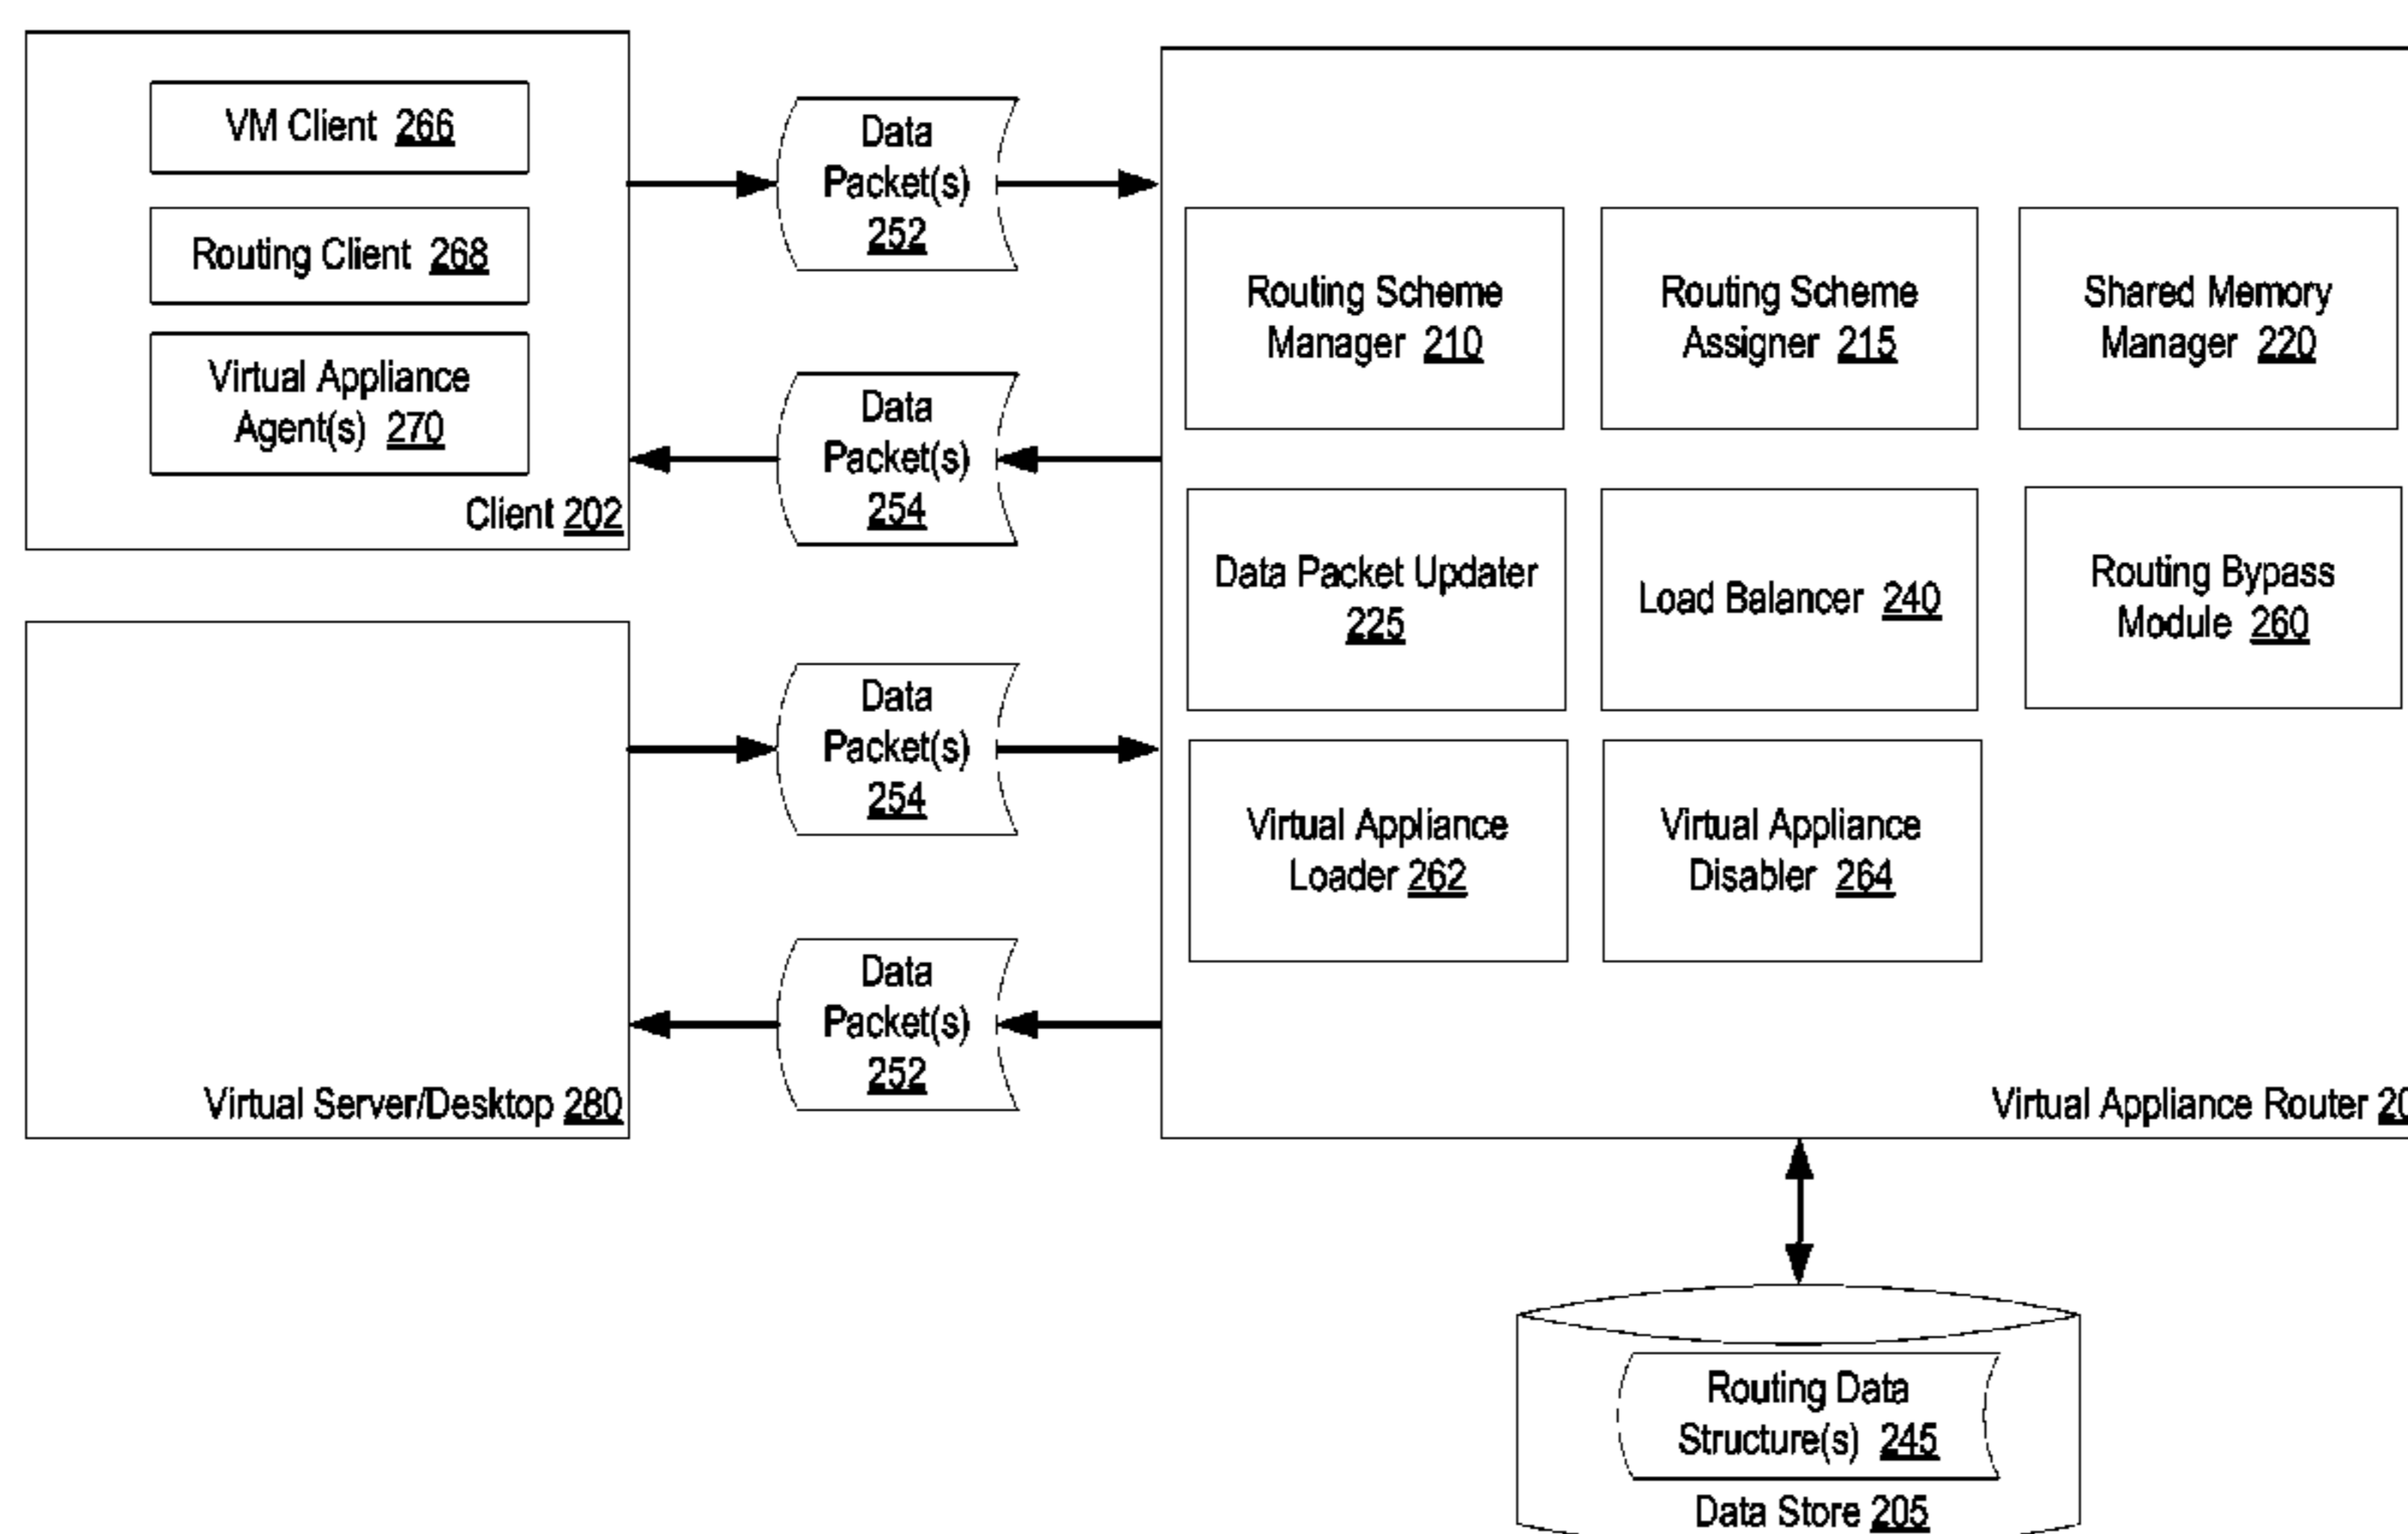 VM Client 266
Routing Client 268
Virtual Appliance
Agent(s) 270
Client 202
Data
Packet(s)
252
Data
Packet(s)
254
Virtual Server/Desktop 280
Data
Packet(s)
254
Data
Packet(s)
252
Routing Scheme
Manager 210
Routing Scheme
Assigner 215
Shared Memory
Manager 220
Data Packet Updater
225
Load Balancer 240
Routing Bypass
Module 260
Virtual Appliance
Loader 262
Virtual Appliance
Disabler 264
Virtual Appliance Router
Routing Data
Structure(s) 245
Data Store 205